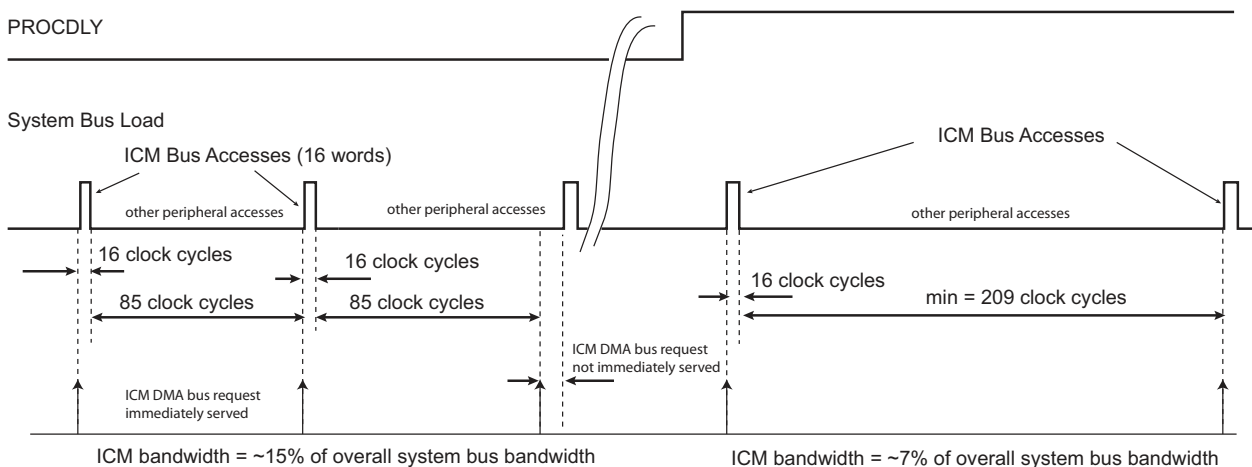 PROCDLY
System Bus Load
ICM Bus Accesses
ICM Bus Accesses (16 words)
other peripheral accesses
other peripheral accesses
other peripheral accesses
16 clock cycles
16 clock cycles
16 clock cycles
85 clock cycles
85 clock cycles
min = 209 clock cycles
ICM DMA bus request
not immediately served
ICM DMA bus request
immediately served
ICM bandwidth = ~15% of overall system bus bandwidth
ICM bandwidth = ~7% of overall system bus bandwidth